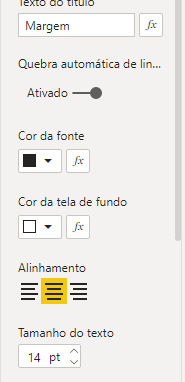 Texto do título
Margem fx
Quebra automática de lin...
Ativado
Cor da fonte
fx
Cor da tela de fundo
fx
Alinhamento
Tamanho do texto
14 pt